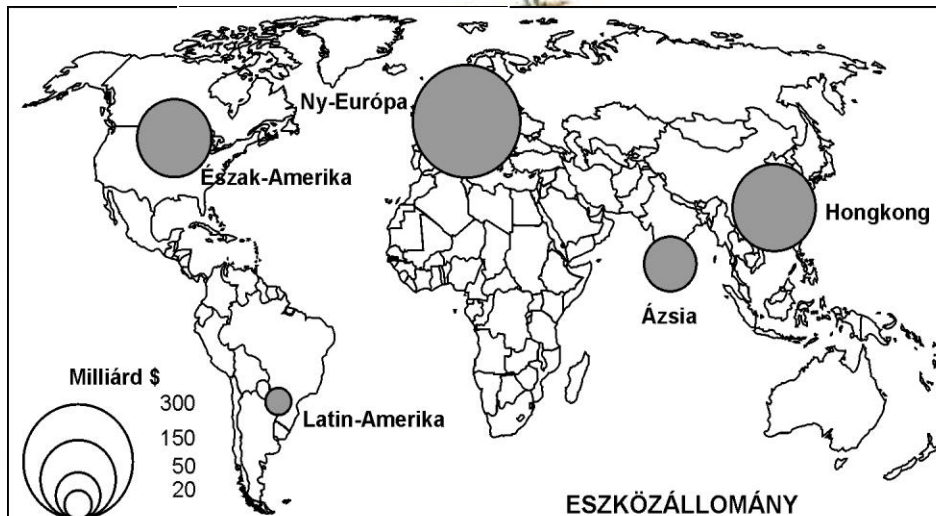 Ny-Európa
Észak-Amerika
Hongkong
Ázsia
Latin-Amerika
Milliárd $
300
150
50
20
ESZKÖZÁLLOMÁNY